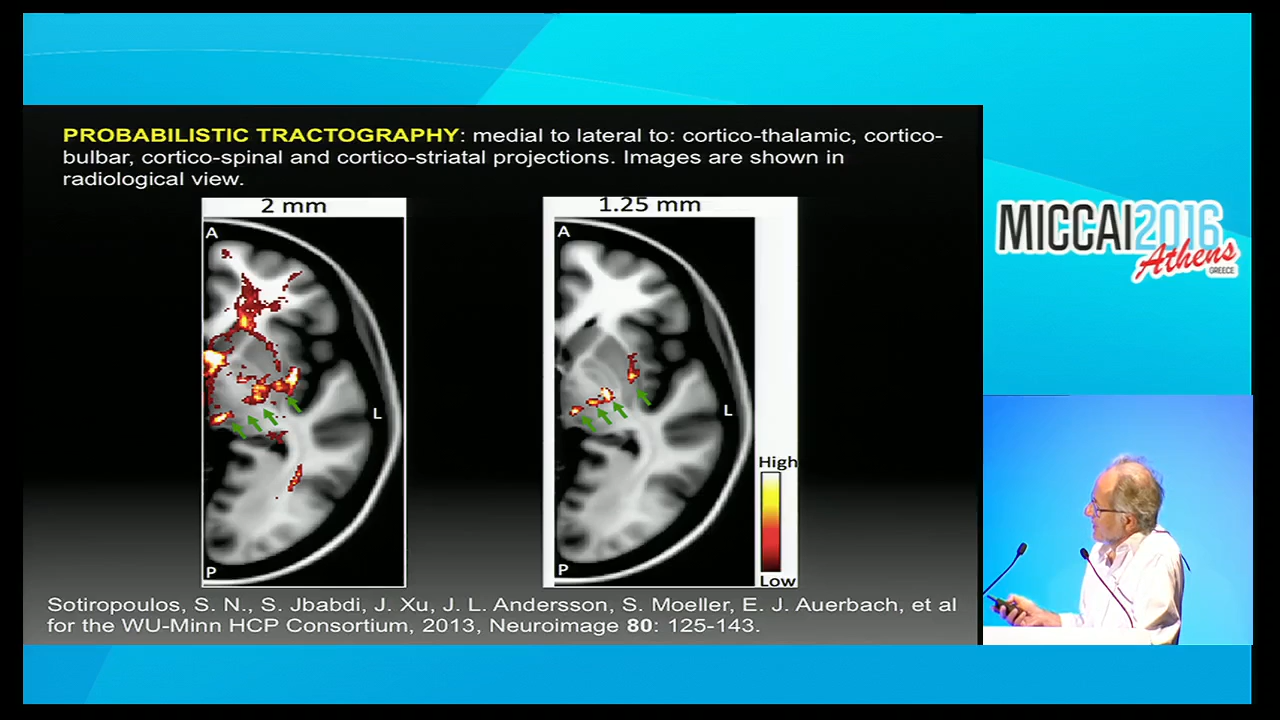 PROBABILISTIC TRACTOGRAPHY: medial to lateral to: cortico-thalamic, cortico-
bulbar, cortico-spinal and cortico-striatal projections. Images are shown in
radiological view.
2 mm
1.25 mm
A
A
L
L
P
P
High
Low
Sotiropoulos, S. N., S. Jbabdi, J. Xu, J. L. Andersson, S. Moeller, E. J. Auerbach, et al
for the WU-Minn HCP Consortium, 2013, Neuroimage 80: 125-143.
MICCAI2016
Athens
GREECE